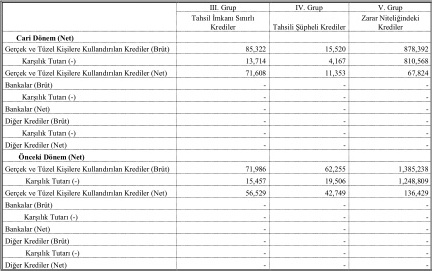 III. Grup IV. Grup V. Grup
Tahsil İmkanı Sınırlı Krediler Tahsili Şüpheli Krediler Zarar Niteliğindeki Krediler
Cari Dönem (Net)
Gerçek ve Tüzel Kişilere Kullandırılan Krediler (Brüt) 85,322 15,520 878,392
Karşılık Tutarı (-) 13,714 4,167 810,568
Gerçek ve Tüzel Kişilere Kullandırılan Krediler (Net) 71,608 11,353 67,824
Bankalar (Brüt) - - -
Karşılık Tutarı (-) - - -
Bankalar (Net) - - -
Diğer Krediler (Brüt) - - -
Karşılık Tutarı (-) - - -
Diğer Krediler (Net) - - -
Önceki Dönem (Net)
Gerçek ve Tüzel Kişilere Kullandırılan Krediler (Brüt) 71,986 62,255 1,385,238
Karşılık Tutarı (-) 15,457 19,506 1,248,809
Gerçek ve Tüzel Kişilere Kullandırılan Krediler (Net) 56,529 42,749 136,429
Bankalar (Brüt) - - -
Karşılık Tutarı (-) - - -
Bankalar (Net) - - -
Diğer Krediler (Brüt) - - -
Karşılık Tutarı (-) - - -
Diğer Krediler (Net) - - -